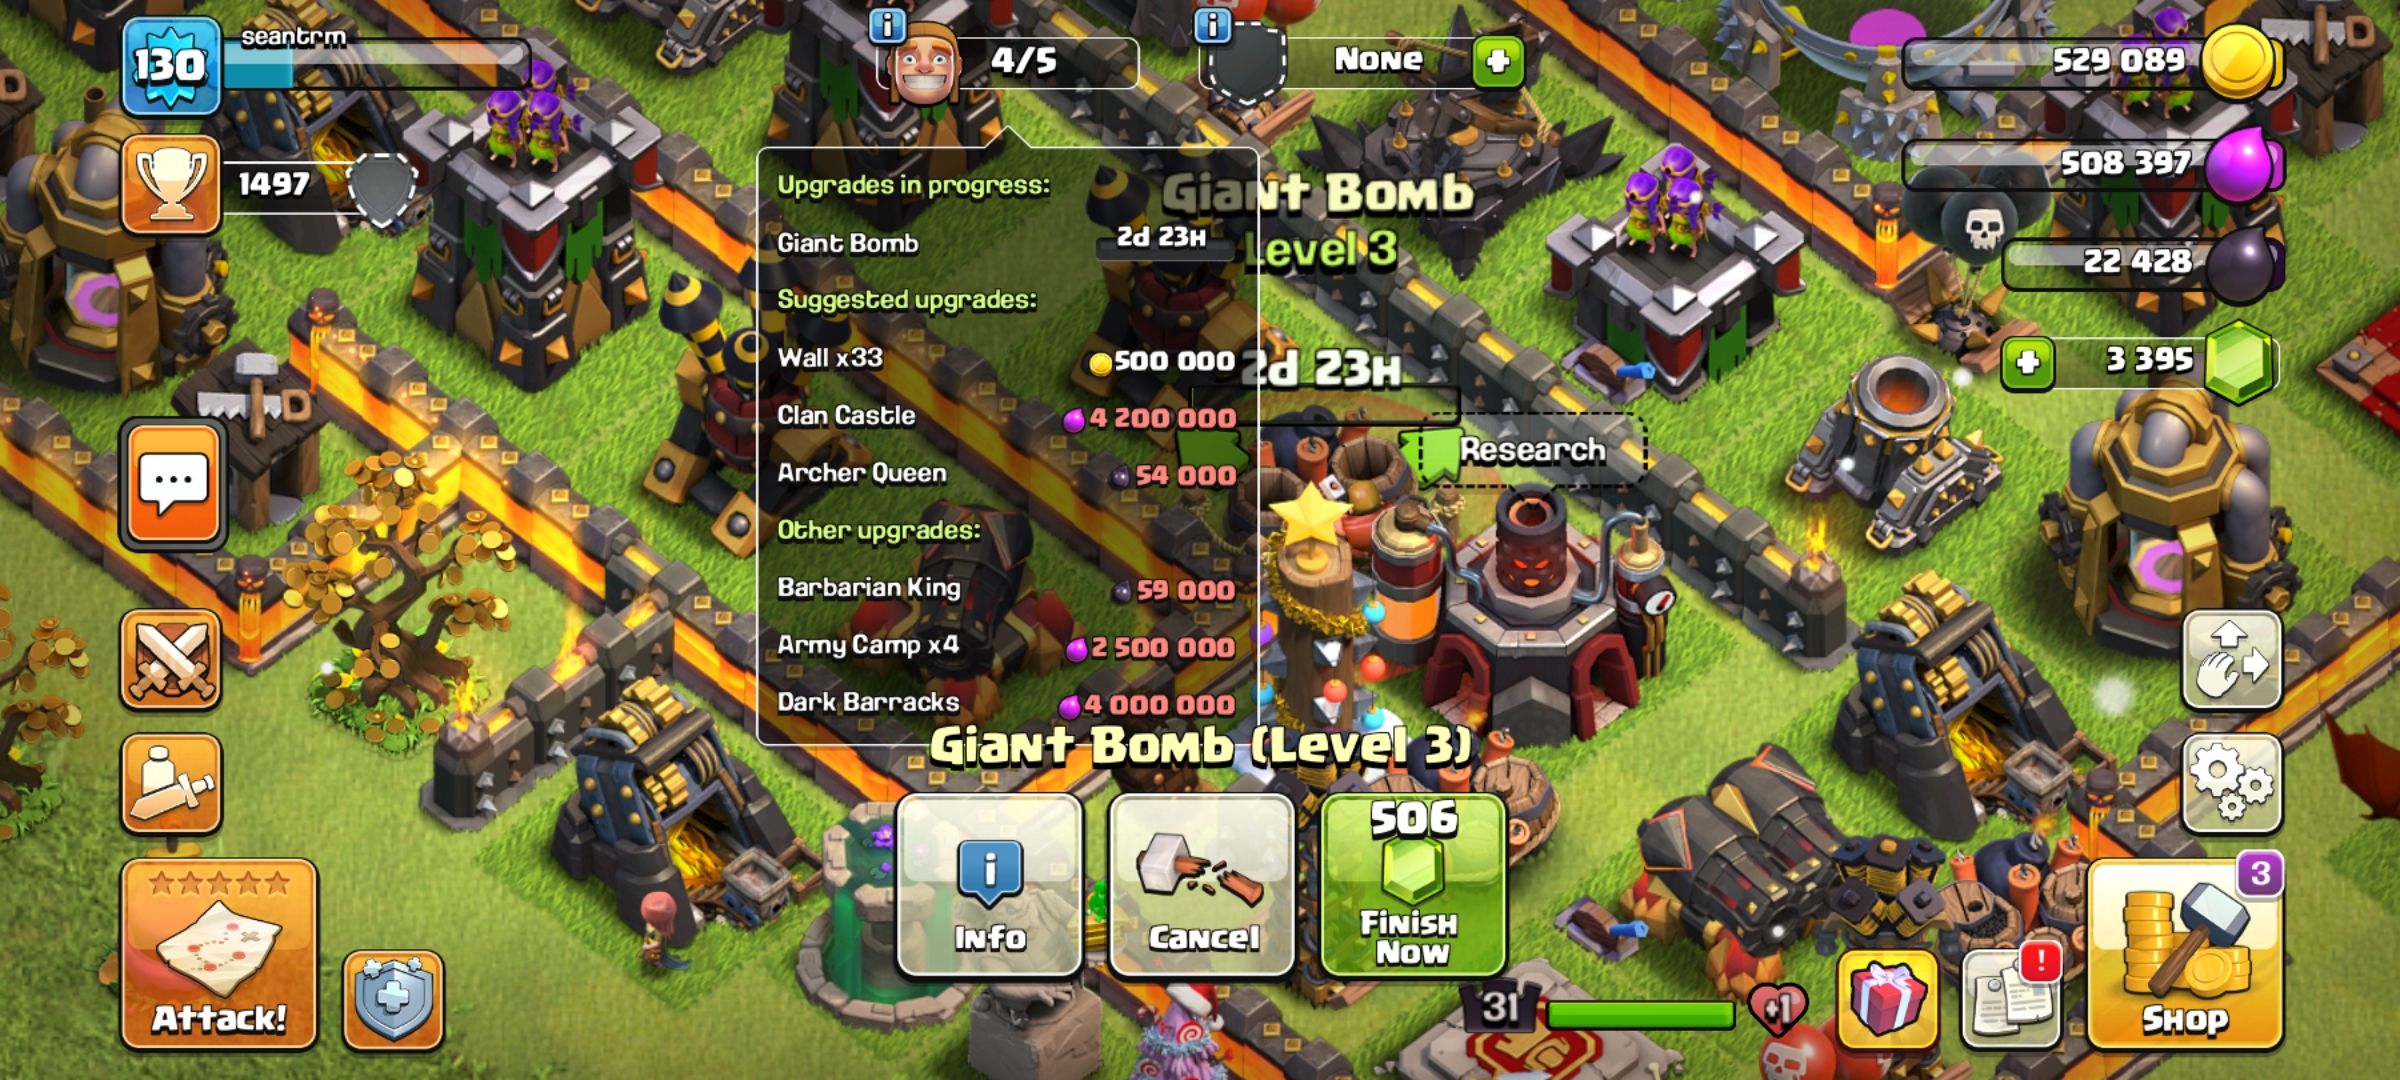 130
seantrm
i
4/5
i
None
529 089
1497
508 397
22 428
3 395
Upgrades in progress:
Giant Bomb 2d 23H
Suggested upgrades:
Wall x33 500 000
Clan Castle 4 200 000
Archer Queen 54 000
Other upgrades:
Barbarian King 59 000
Army Camp x4 2 500 000
Dark Barracks 4 000 000
Giant Bomb
Level 3
2d 23H
Research
Giant Bomb (Level 3)
i
Info
Cancel
506
Finish
Now
Attack!
31
+1
!
3
Shop